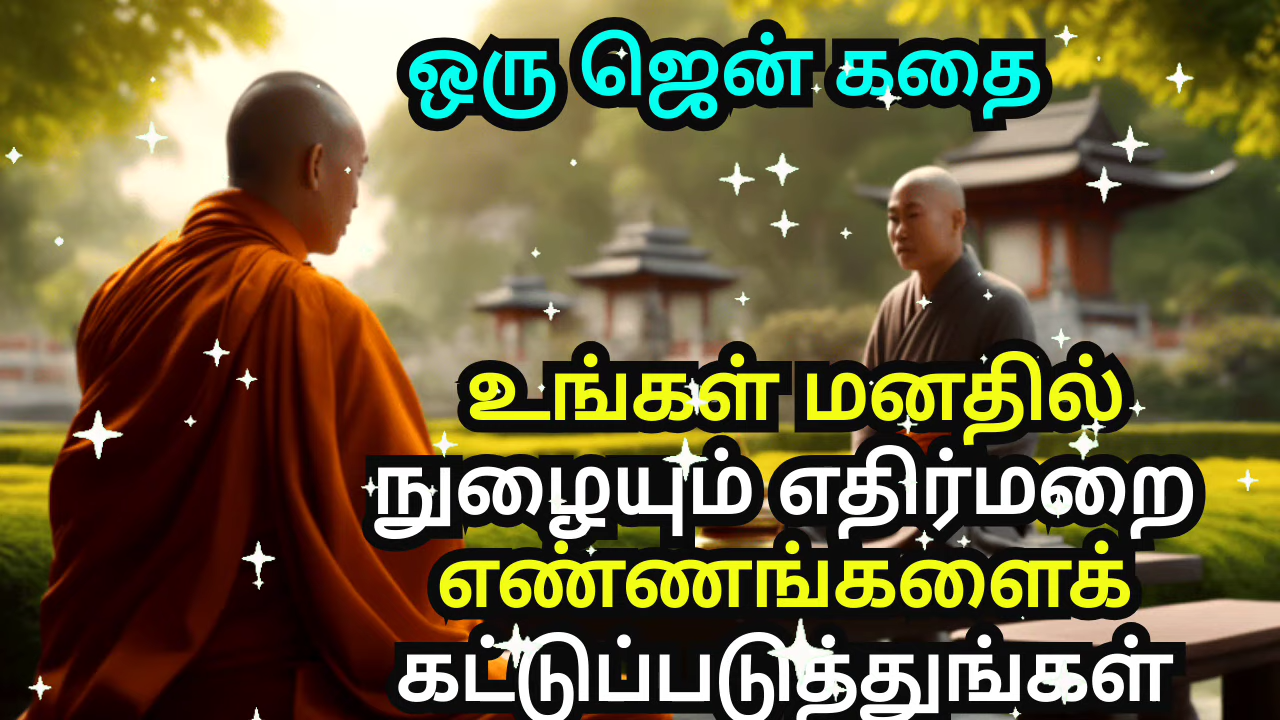 ஒரு ஜென் கதை
உங்கள் மனதில்
நுழையும் எதிர்மறை
எண்ணங்களைக்
கட்டுப்படுத்துங்கள்